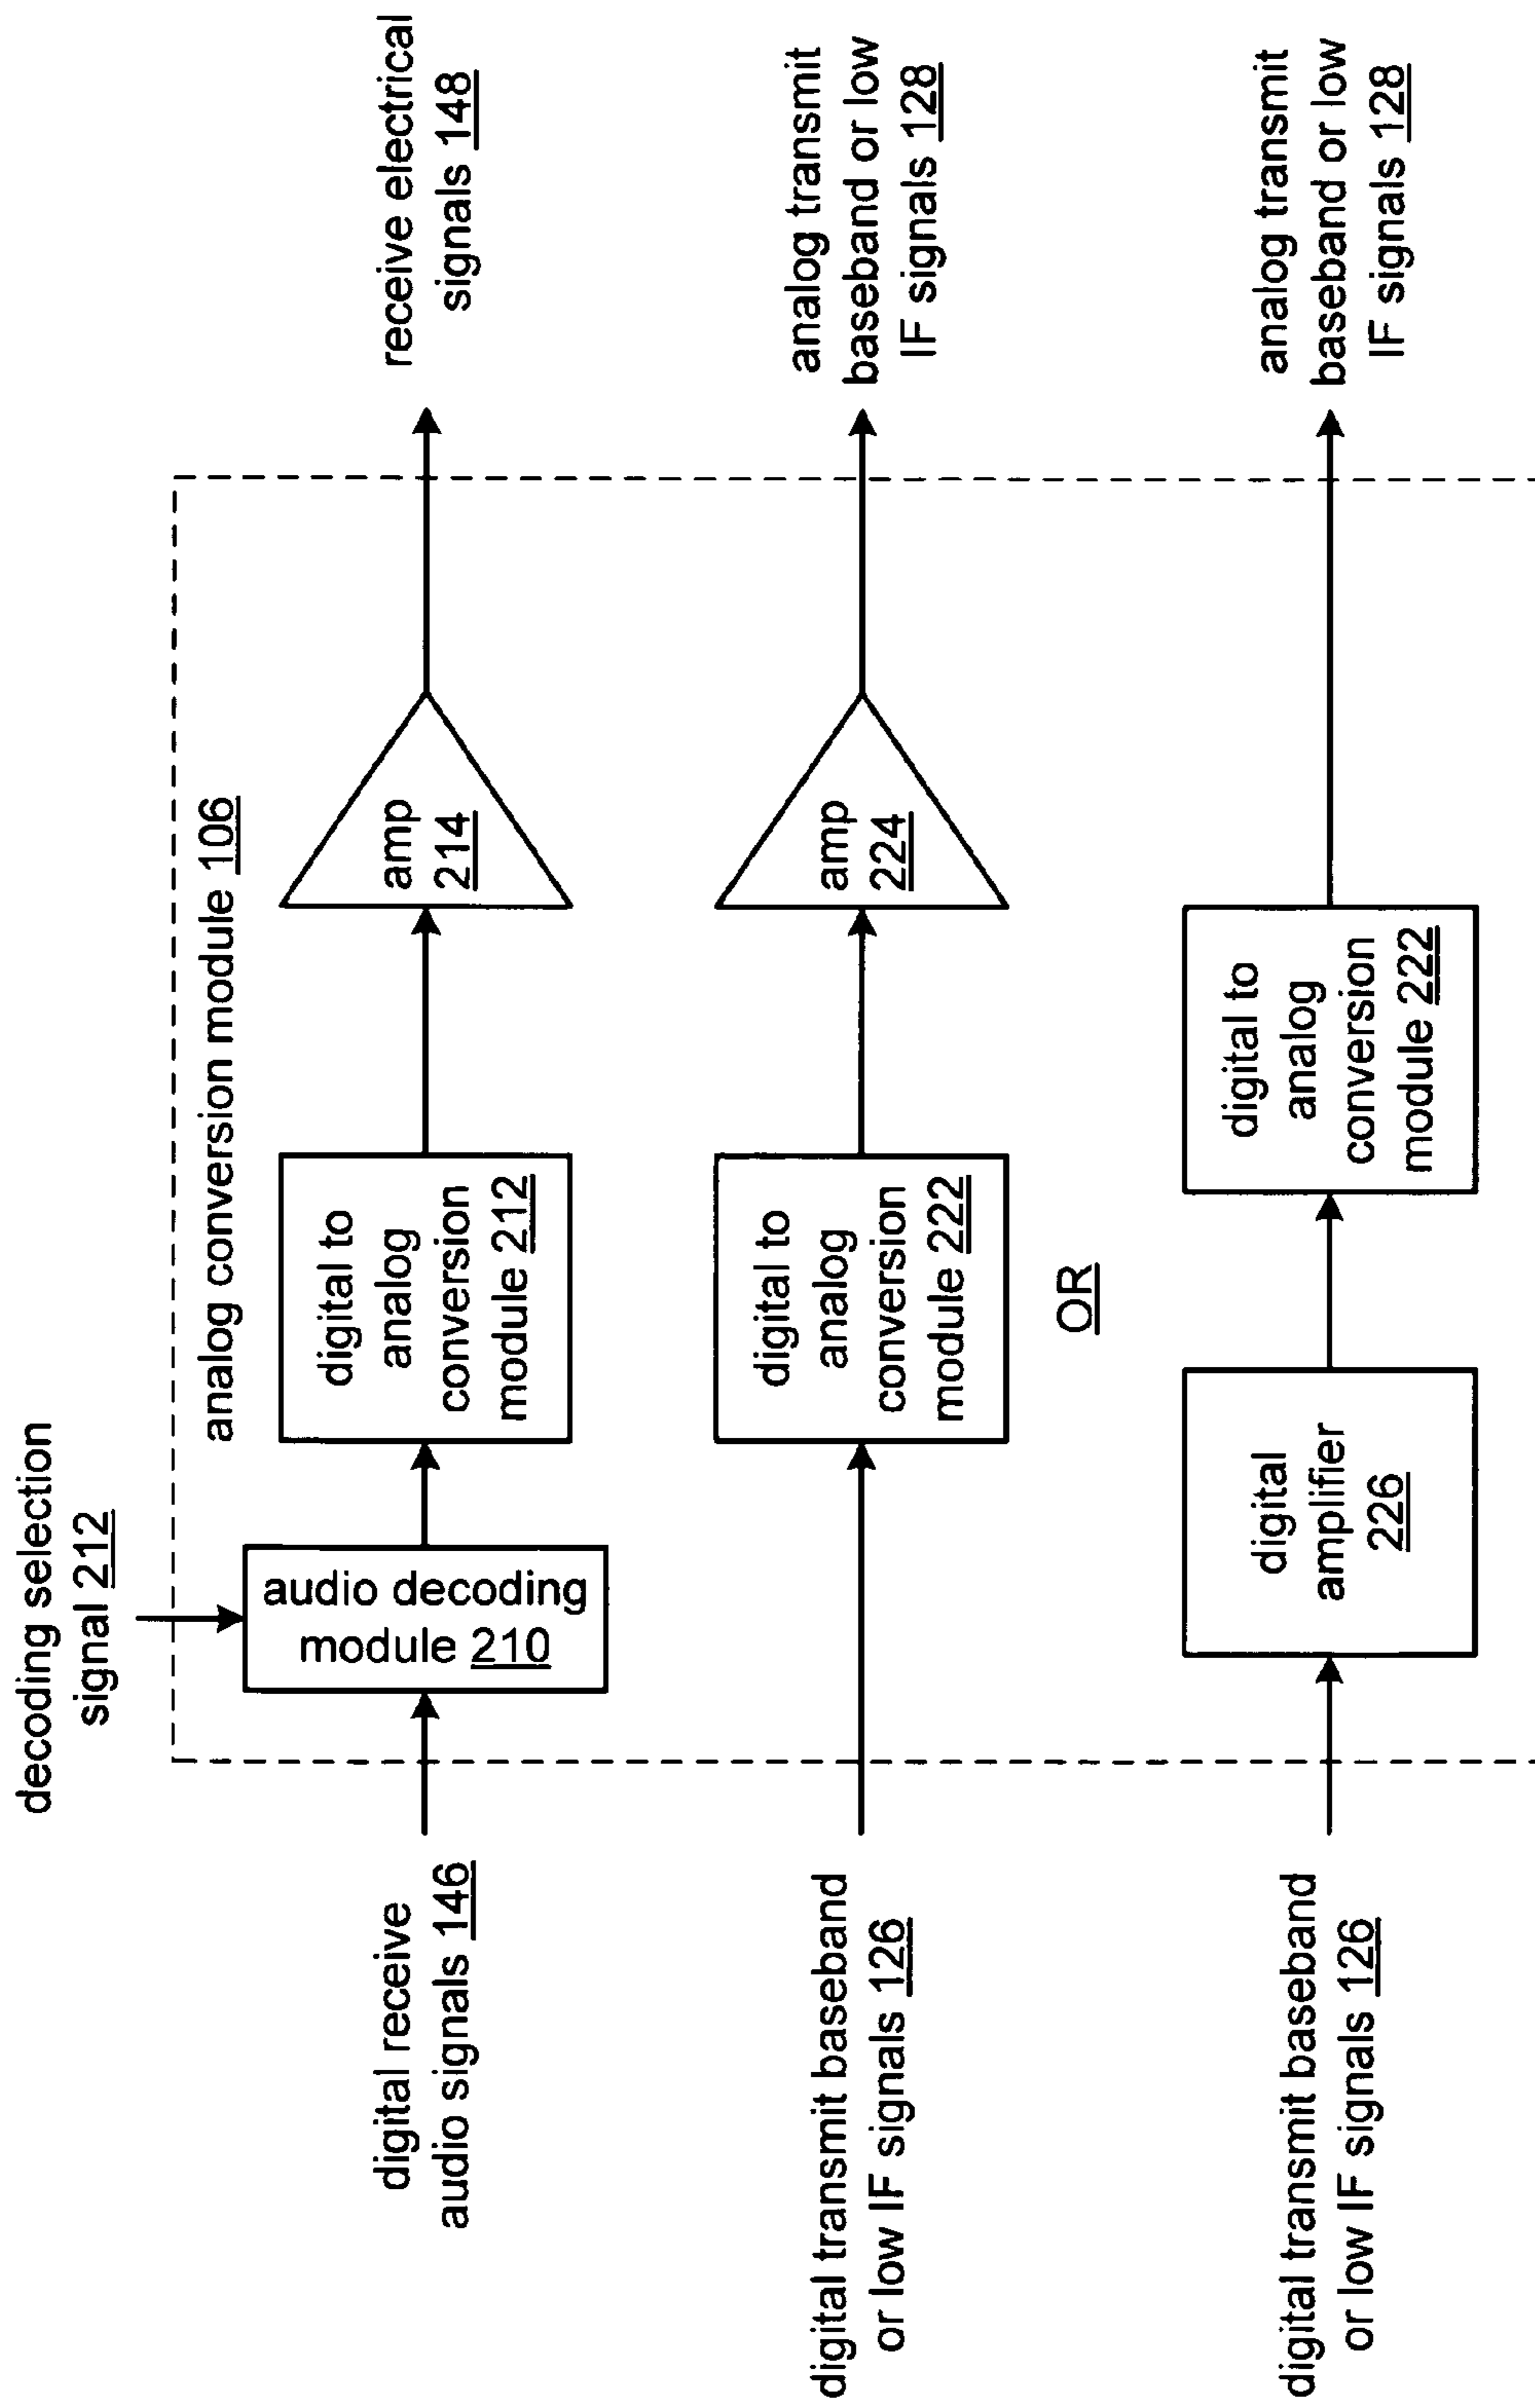 decoding selection
signal 212
analog conversion module 106
digital receive
audio signals 146
audio decoding
module 210
digital to
analog
conversion
module 212
amp
214
receive electrical
signals 148
digital transmit baseband
or low IF signals 126
digital to
analog
conversion
module 222
amp
224
analog transmit
baseband or low
IF signals 128
OR
digital transmit baseband
or low IF signals 126
digital
amplifier
226
digital to
analog
conversion
module 222
analog transmit
baseband or low
IF signals 128